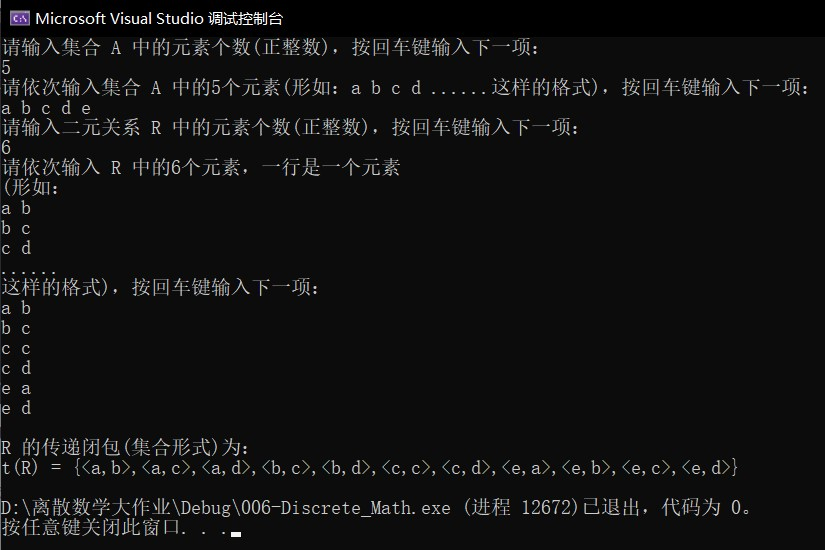 Microsoft Visual Studio 调试控制台
请输入集合 A 中的元素个数(正整数)，按回车键输入下一项：
5
请依次输入集合 A 中的5个元素(形如：a b c d ......这样的格式)，按回车键输入下一项：
a b c d e
请输入二元关系 R 中的元素个数(正整数)，按回车键输入下一项：
6
请依次输入 R 中的6个元素，一行是一个元素
(形如：
a b
b c
c d
......
这样的格式)，按回车键输入下一项：
a b
b c
c c
c d
e a
e d
R 的传递闭包(集合形式)为：
t(R) = {<a,b>,<a,c>,<a,d>,<b,c>,<b,d>,<c,c>,<c,d>,<e,a>,<e,b>,<e,c>,<e,d>}
D:\离散数学大作业\Debug\006-Discrete_Math.exe (进程 12672)已退出，代码为 0。
按任意键关闭此窗口. . .